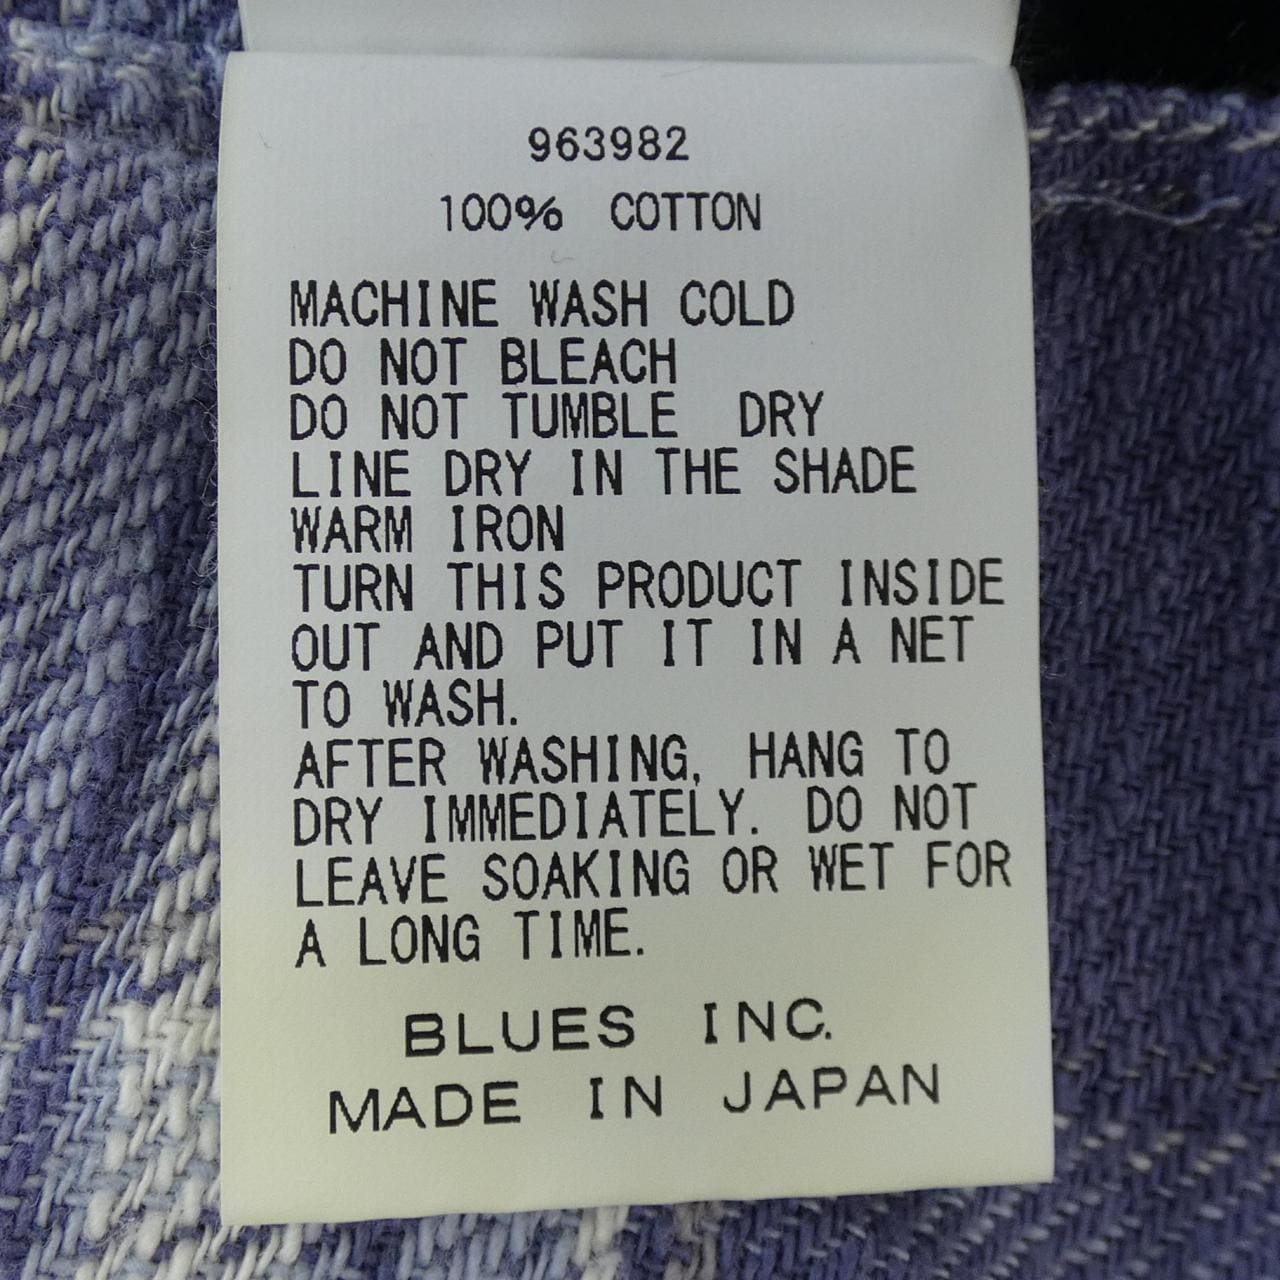 963982
100% COTTON
MACHINE WASH COLD
DO NOT BLEACH
DO NOT TUMBLE DRY
LINE DRY IN THE SHADE
WARM IRON
TURN THIS PRODUCT INSIDE
OUT AND PUT IT IN A NET
TO WASH.
AFTER WASHING, HANG TO
DRY IMMEDIATELY. DO NOT
LEAVE SOAKING OR WET FOR
A LONG TIME.
BLUES INC.
MADE IN JAPAN